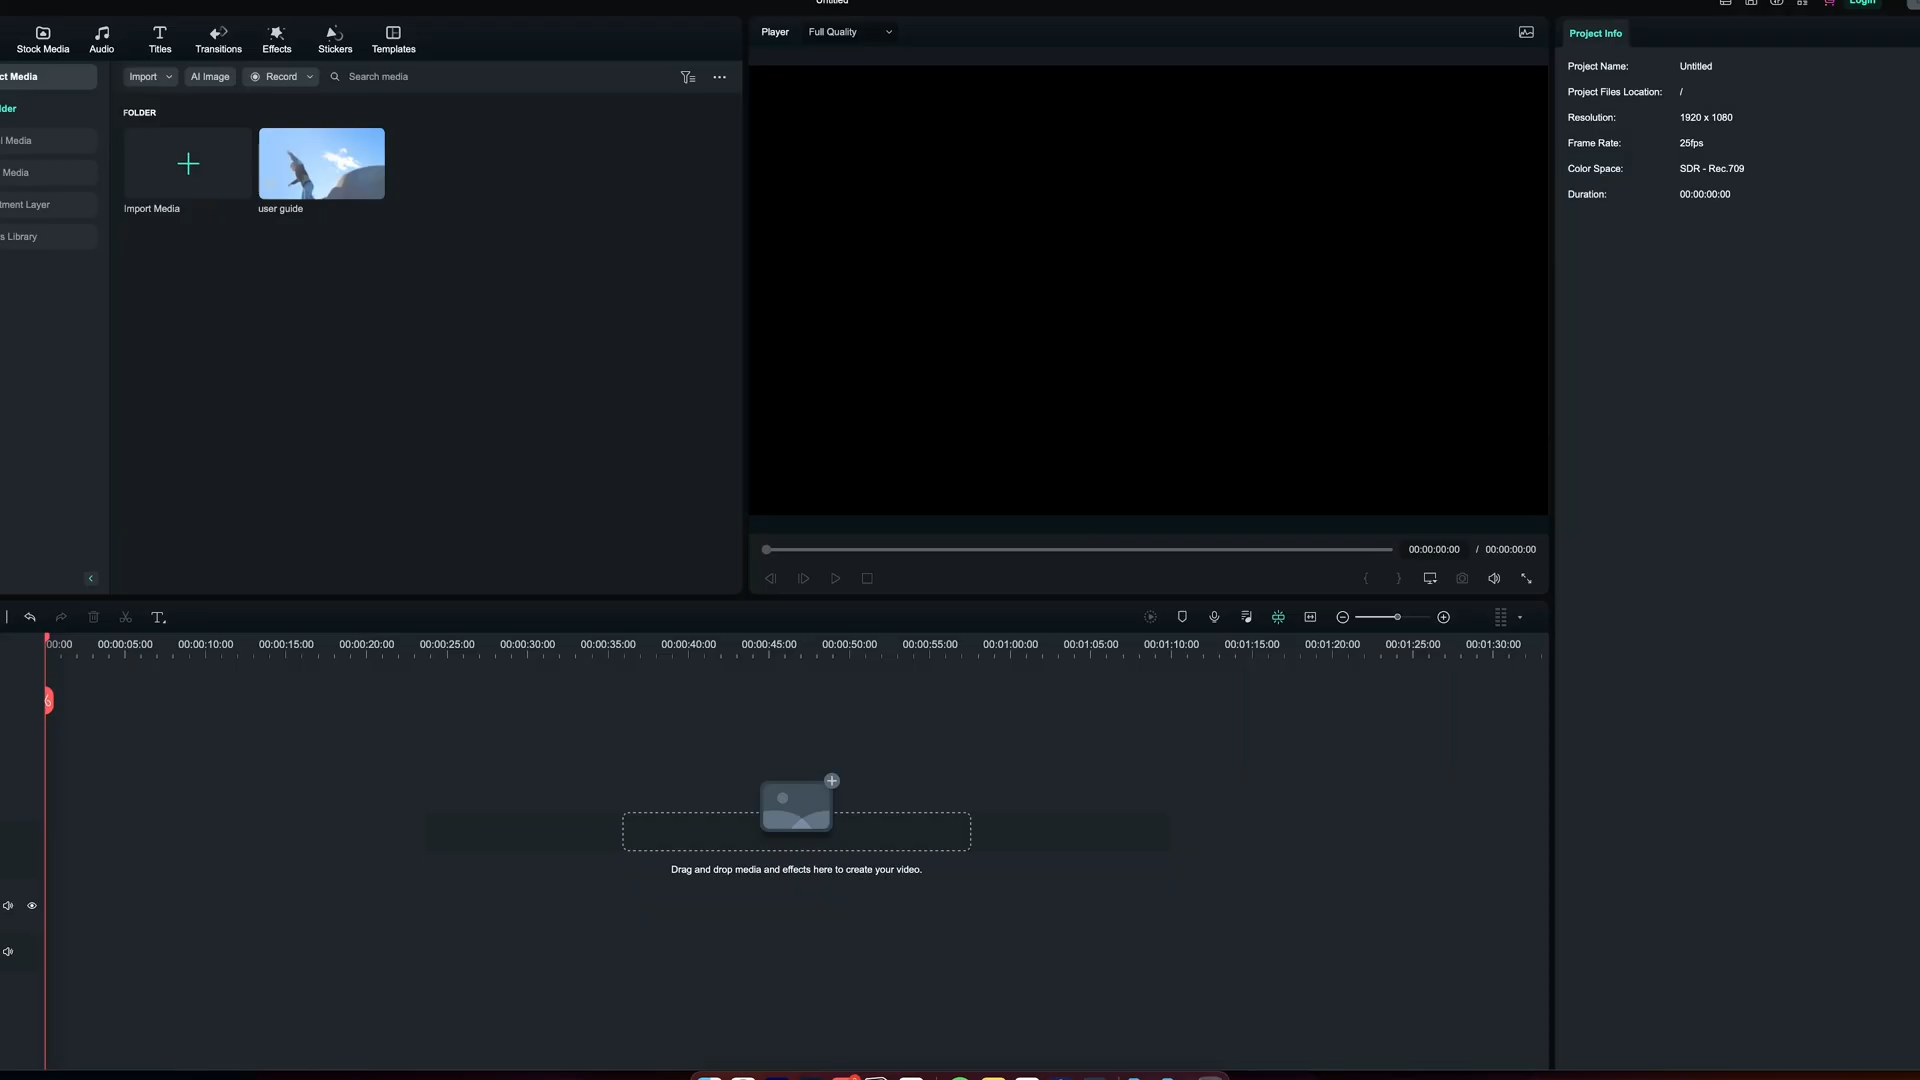 Untitled
Login
Stock Media
Audio
Titles
Transitions
Effects
Stickers
Templates
Player
Full Quality
Project Info
ct Media
Import
AI Image
Record
Search media
Project Name:
Untitled
Project Files Location:
/
Resolution:
1920 x 1080
Frame Rate:
25fps
Color Space:
SDR - Rec.709
Duration:
00:00:00:00
lder
l Media
Media
tment Layer
s Library
FOLDER
Import Media
user guide
00:00:00:00
/ 00:00:00:00
00:00
00:00:05:00
00:00:10:00
00:00:15:00
00:00:20:00
00:00:25:00
00:00:30:00
00:00:35:00
00:00:40:00
00:00:45:00
00:00:50:00
00:00:55:00
00:01:00:00
00:01:05:00
00:01:10:00
00:01:15:00
00:01:20:00
00:01:25:00
00:01:30:00
Drag and drop media and effects here to create your video.